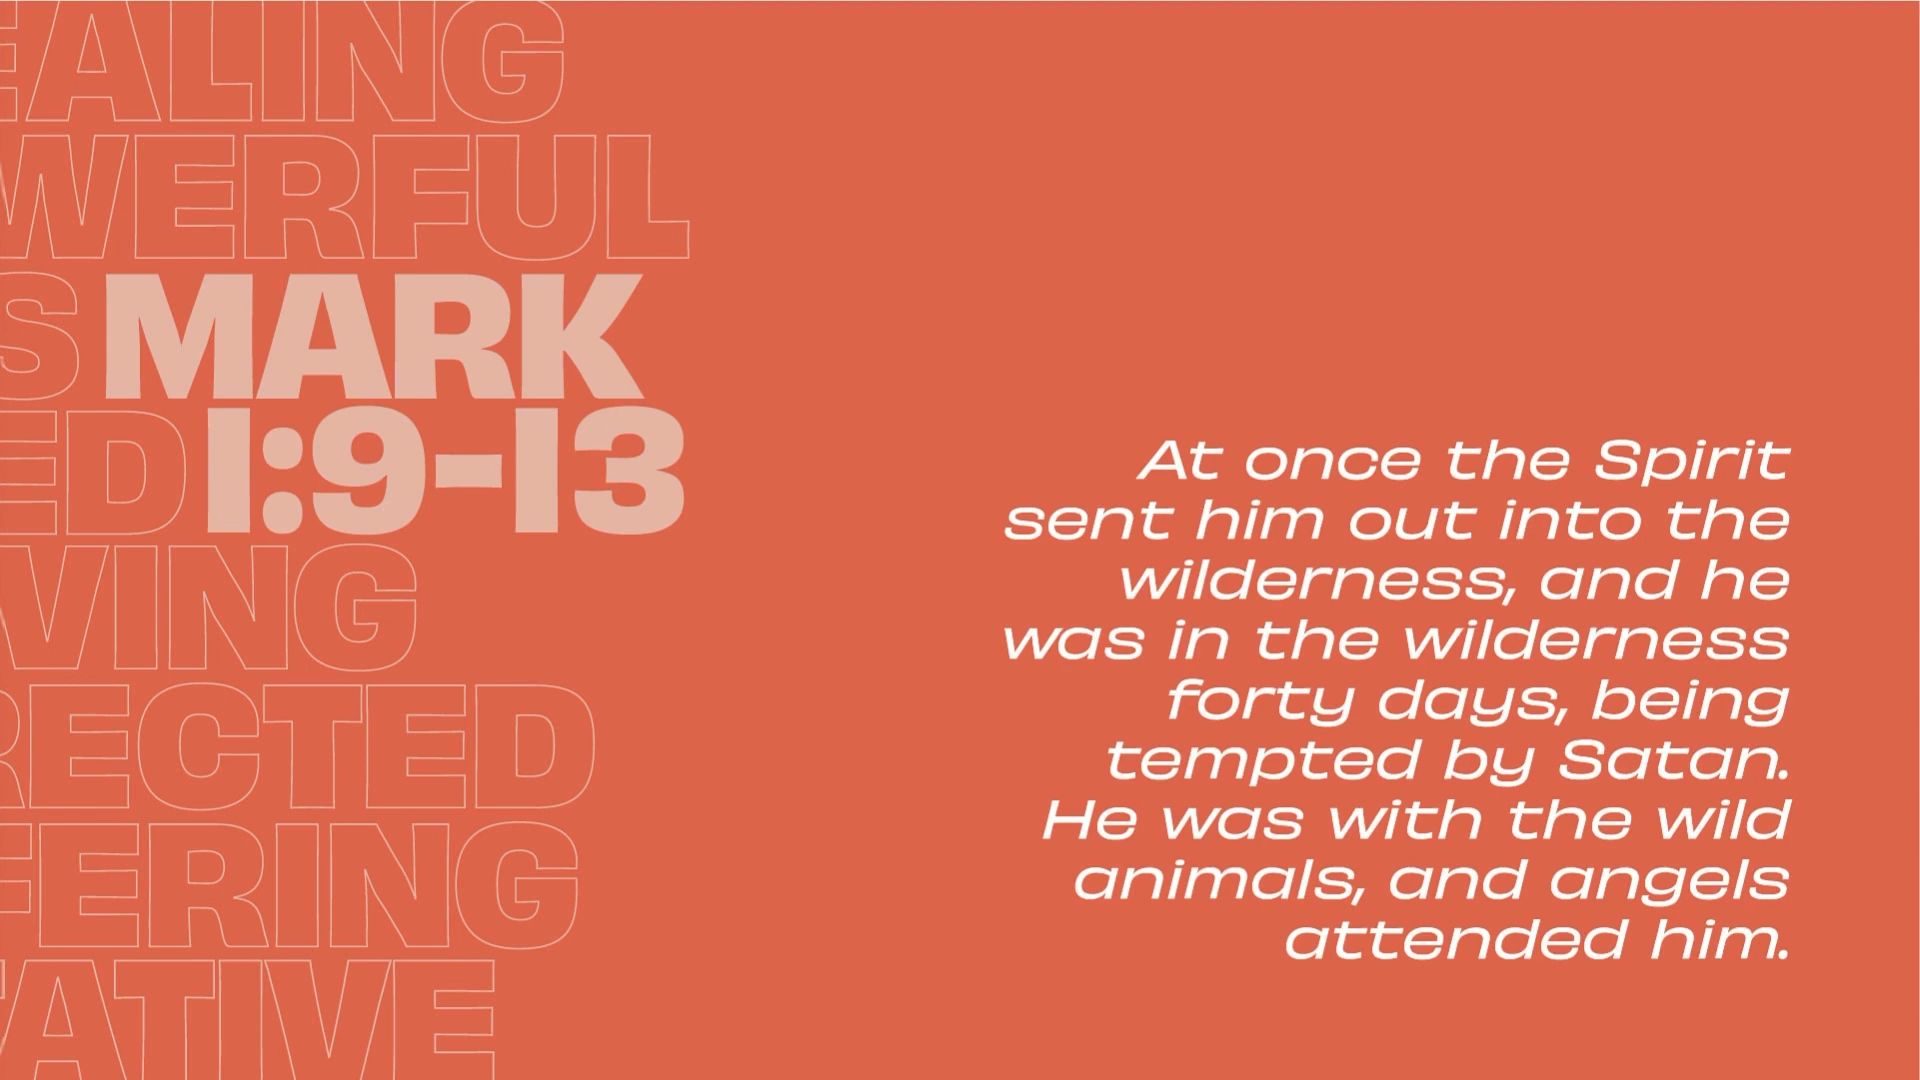 EALING
WERFUL
S MARK
ED 1:9-13
VING
RECTED
FERING
ATIVE
At once the Spirit
sent him out into the
wilderness, and he
was in the wilderness
forty days, being
tempted by Satan.
He was with the wild
animals, and angels
attended him.